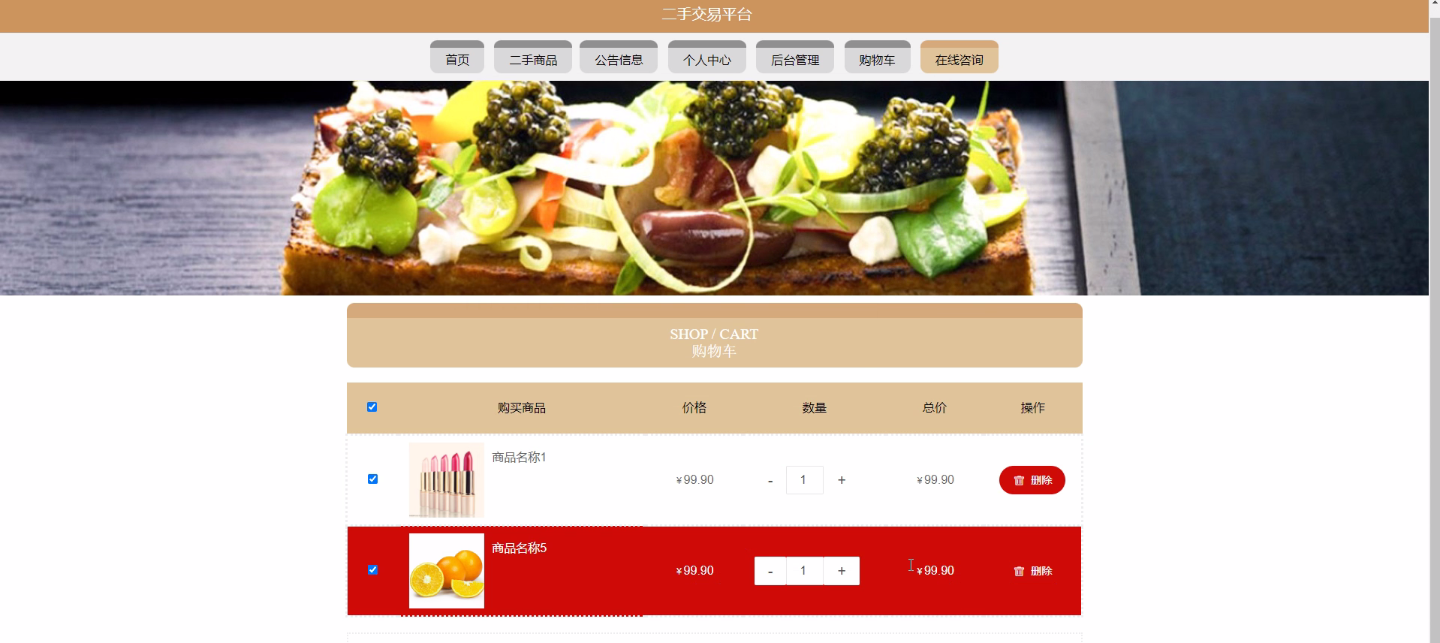 二手交易平台
首页 二手商品 公告信息 个人中心 后台管理 购物车 在线咨询
SHOP / CART
购物车
购买商品 价格 数量 总价 操作
商品名称1
¥99.90 - 1 + ¥99.90 删除
商品名称5
¥99.90 - 1 + ¥99.90 删除